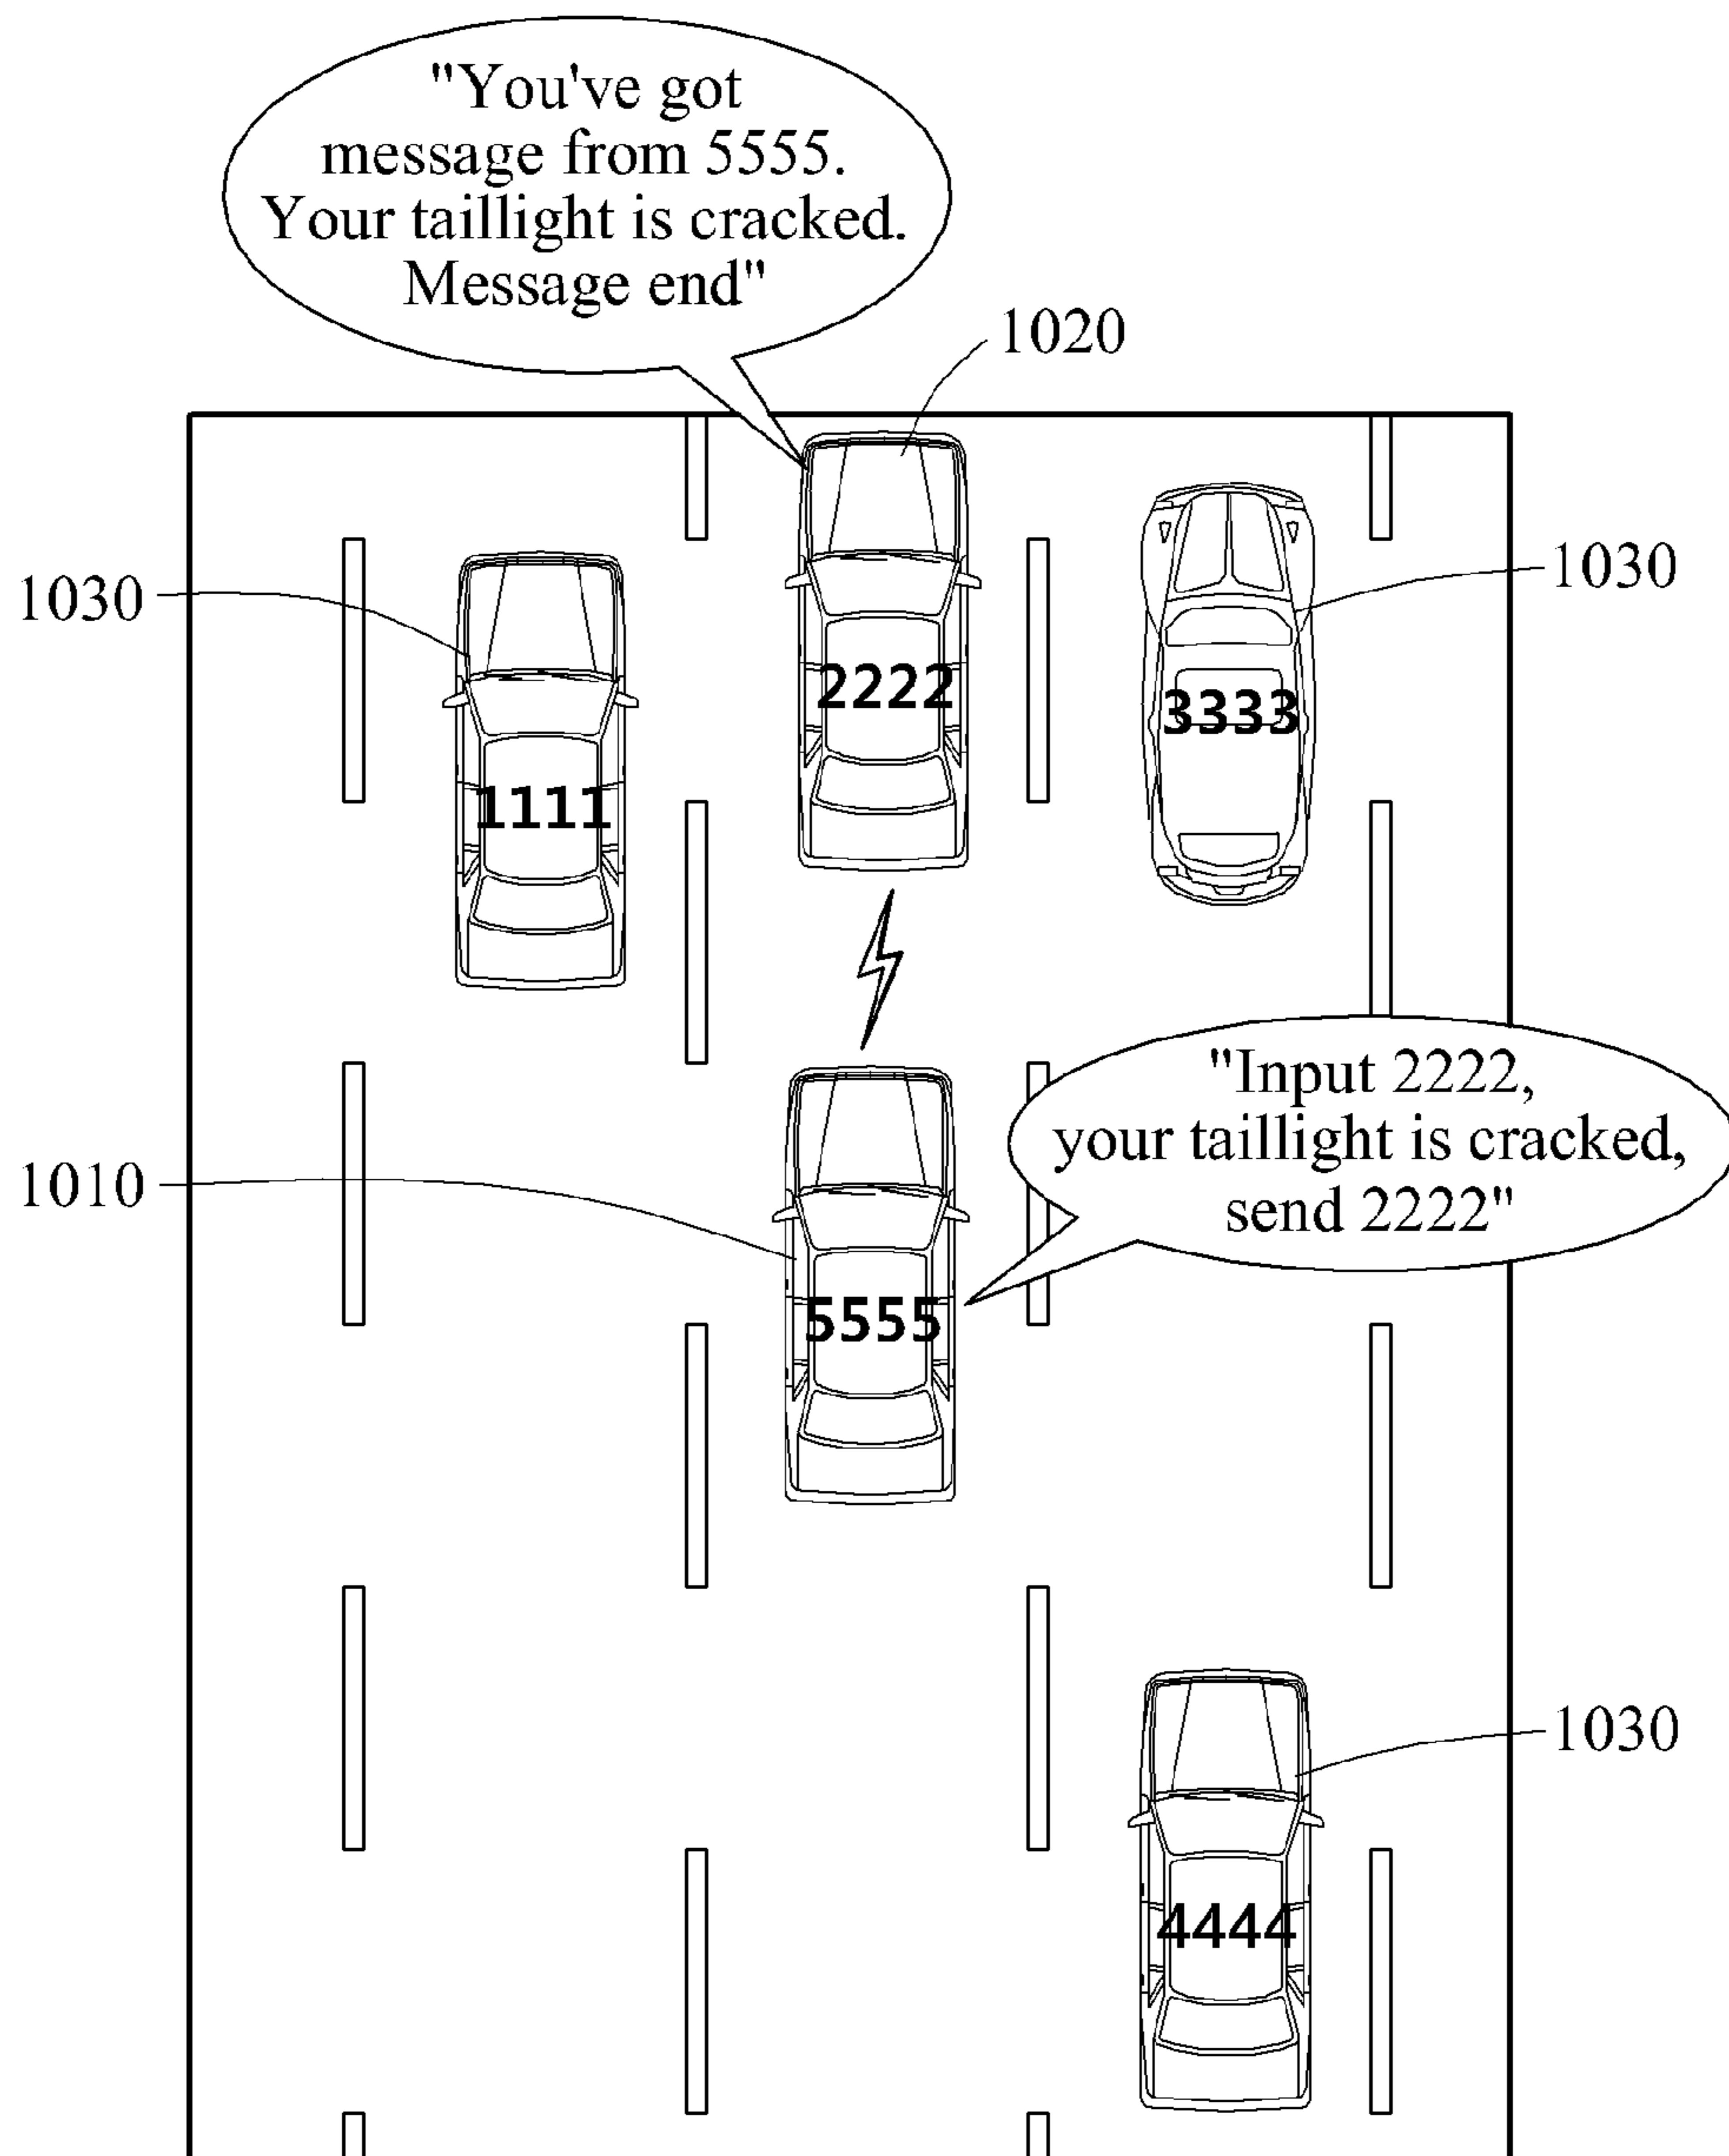 "You've got
message from 5555.
Your taillight is cracked.
Message end"
1020
1030
1030
2222
3333
1111
"Input 2222,
your taillight is cracked,
send 2222"
1010
5555
1030
4444